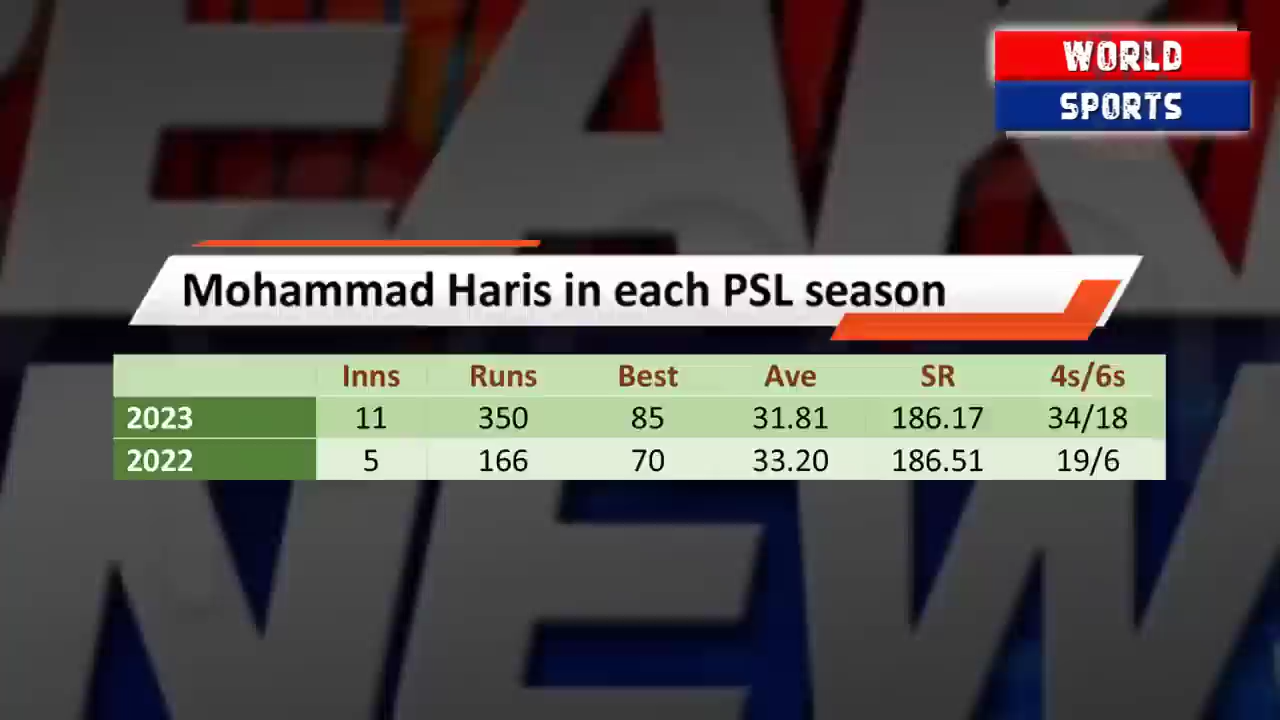 WORLD
SPORTS
Mohammad Haris in each PSL season
Inns Runs Best Ave SR 4s/6s
2023 11 350 85 31.81 186.17 34/18
2022 5 166 70 33.20 186.51 19/6